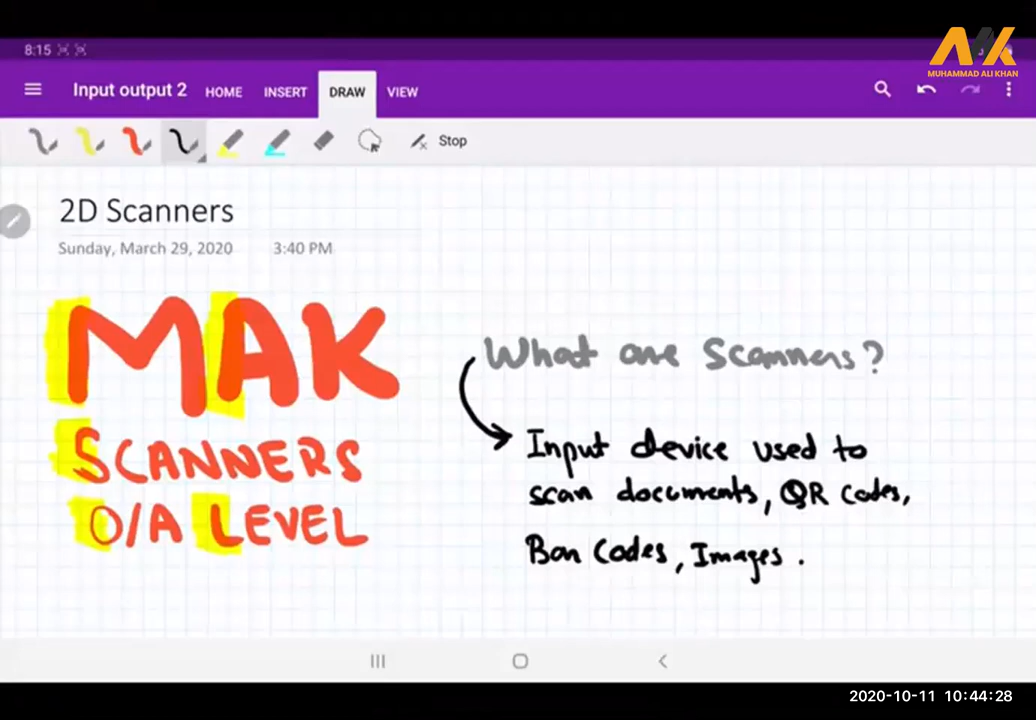 MUHAMMAD ALI KHAN
8:15
Input output 2 HOME INSERT DRAW VIEW
Stop
2D Scanners
Sunday, March 29, 2020 3:40 PM
MAK
SCANNERS
O/A LEVEL
What are Scanners?
Input device used to
scan documents, QR Codes,
Bar Codes, Images.
2020-10-11 10:44:28